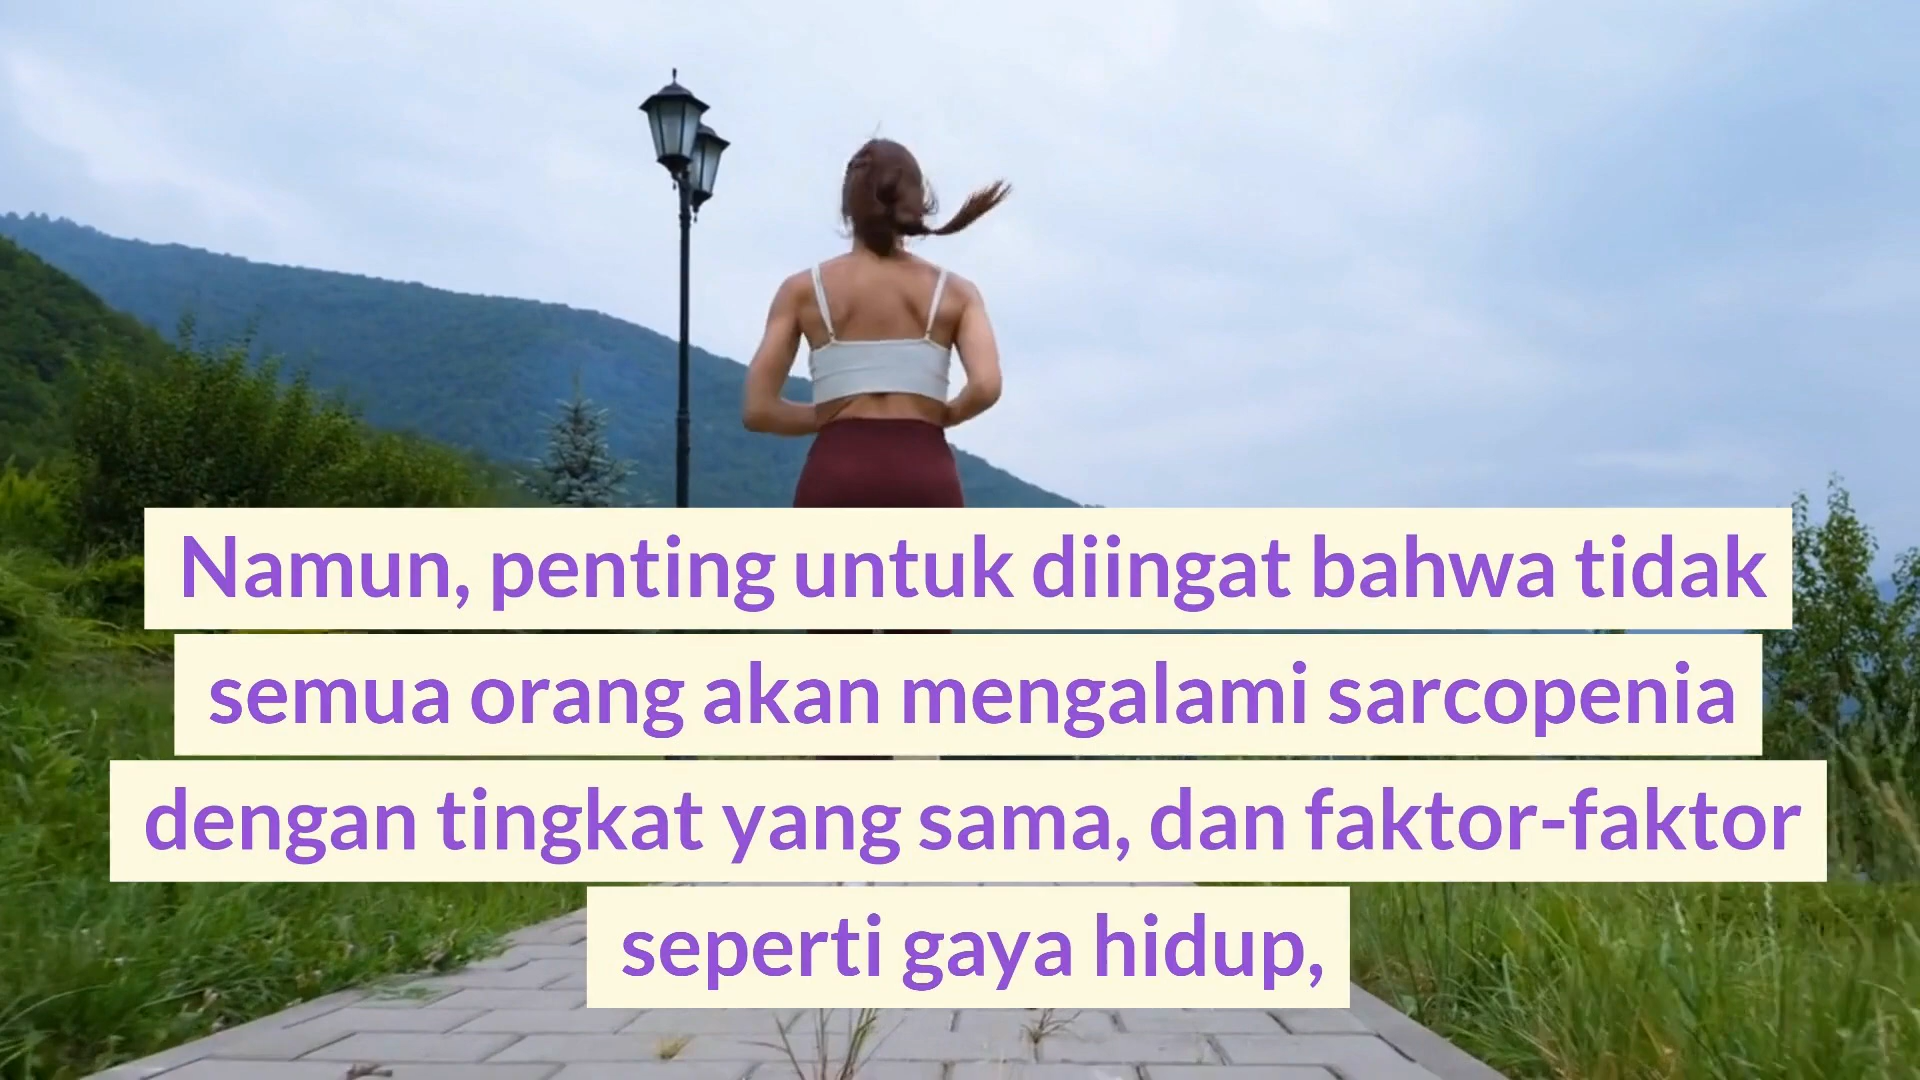 Namun, penting untuk diingat bahwa tidak
semua orang akan mengalami sarcopenia
dengan tingkat yang sama, dan faktor-faktor
seperti gaya hidup,